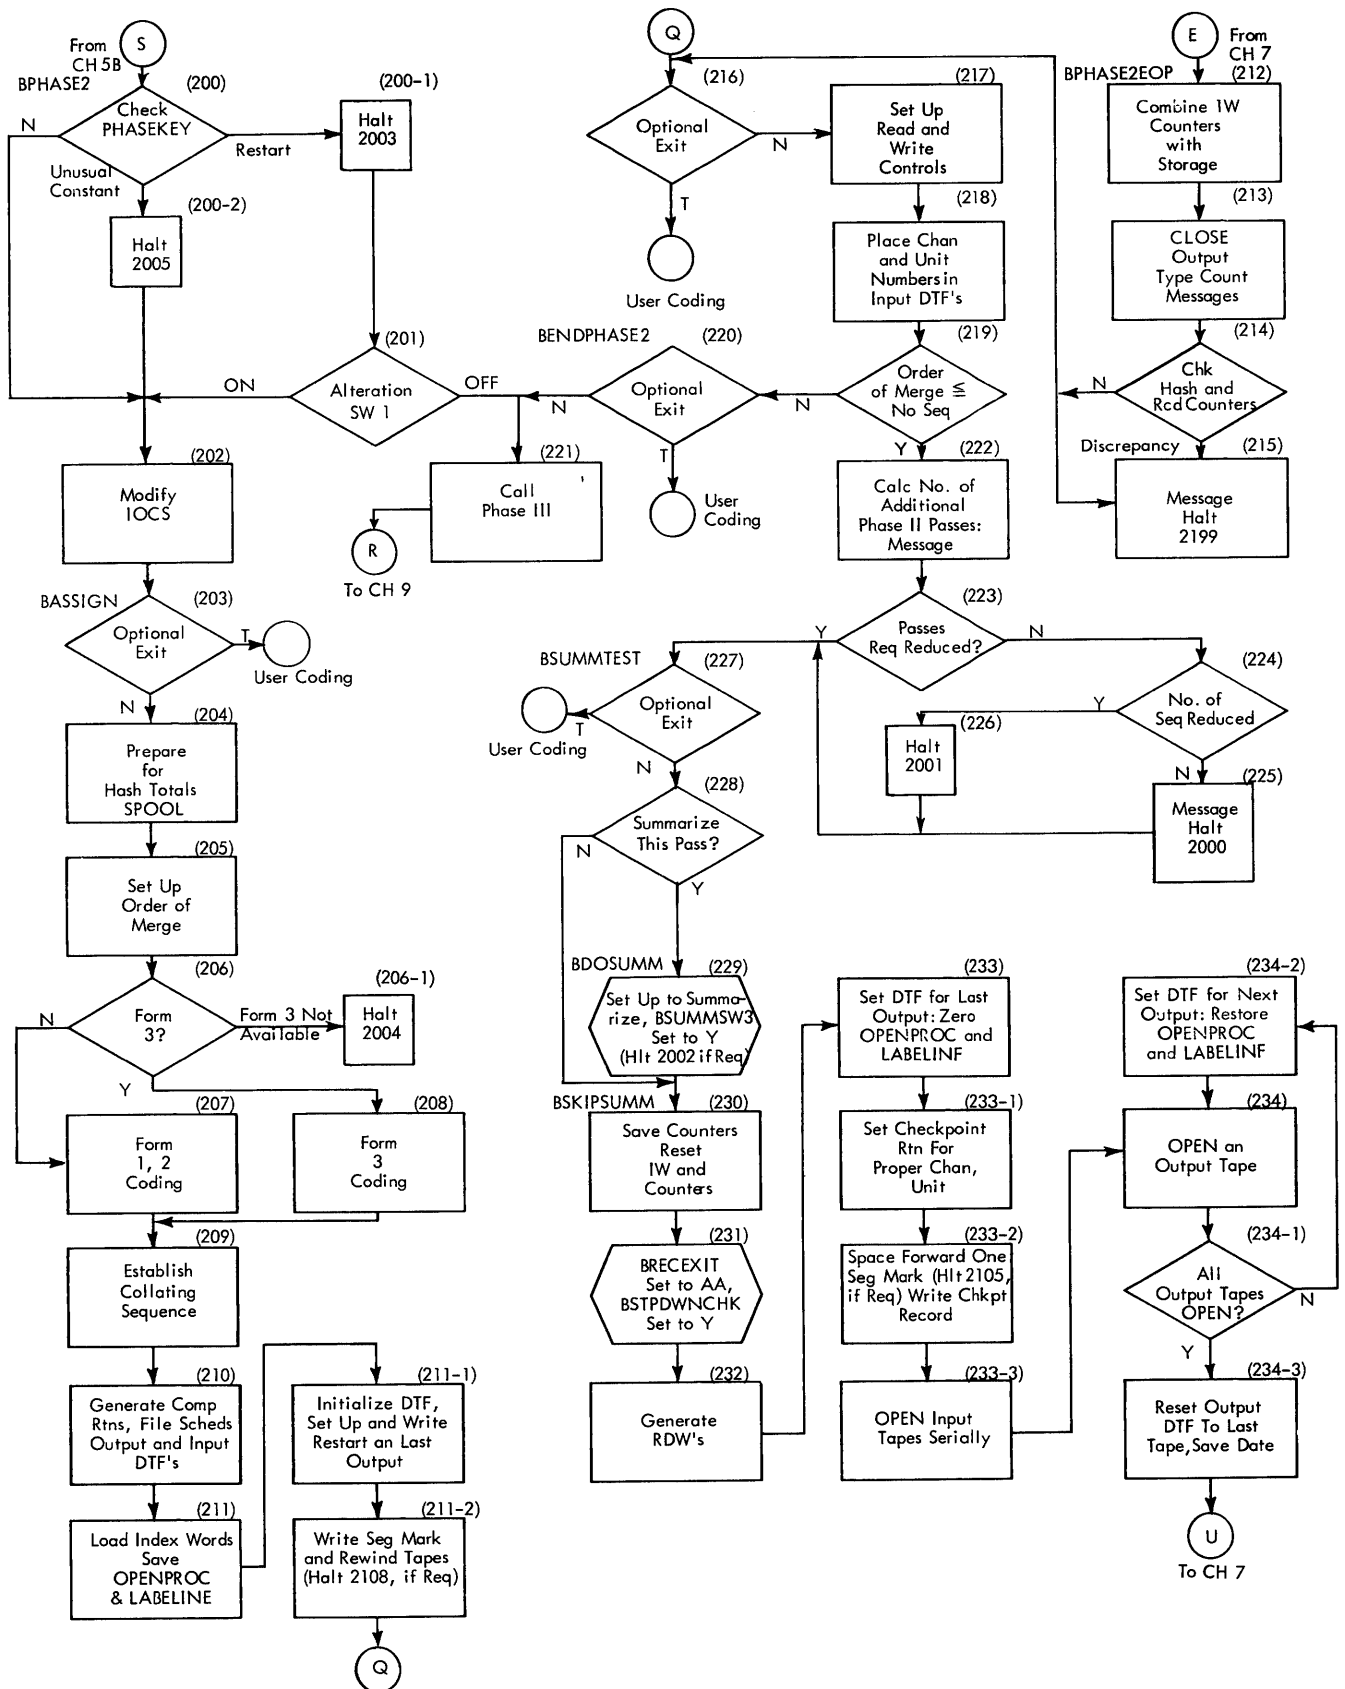 S
From
CH 5B
BPHASE2
(200)
Check
PHASEKEY
N
Restart
Unusual
Constant
(200-1)
Halt
2003
(200-2)
Halt
2005
(201)
Alteration
SW 1
ON
OFF
(202)
Modify
IOCS
BASSIGN
(203)
Optional
Exit
T
User Coding
N
(204)
Prepare
for
Hash Totals
SPOOL
(205)
Set Up
Order of
Merge
(206)
Form
3?
N
Form 3 Not
Available
(206-1)
Halt
2004
Y
(207)
Form
1, 2
Coding
(208)
Form
3
Coding
(209)
Establish
Collating
Sequence
(210)
Generate Comp
Rtns, File Scheds
Output and Input
DTF's
(211)
Load Index Words
Save
OPENPROC
& LABELINE
(211-1)
Initialize DTF,
Set Up and Write
Restart an Last
Output
(211-2)
Write Seg Mark
and Rewind Tapes
(Halt 2108, if Req)
Q
Q
(216)
Optional
Exit
N
T
User Coding
(217)
Set Up
Read and
Write
Controls
(218)
Place Chan
and Unit
Numbers in
Input DTF's
(219)
Order
of Merge ≦
No Seq
N
Y
BENDPHASE2
(220)
Optional
Exit
N
T
User
Coding
(221)
Call
Phase III
R
To CH 9
(222)
Calc No. of
Additional
Phase II Passes:
Message
(223)
Passes
Req Reduced?
Y
N
(224)
No. of
Seq Reduced
Y
N
(225)
Message
Halt
2000
(226)
Halt
2001
BSUMMTEST
(227)
Optional
Exit
T
User Coding
N
(228)
Summarize
This Pass?
N
Y
BDOSUMM
(229)
Set Up to Summa-
rize, BSUMMSW3
Set to Y
(Hlt 2002 if Req)
BSKIPSUMM
(230)
Save Counters
Reset
IW and
Counters
(231)
BRECEXIT
Set to AA,
BSTPDWNCHK
Set to Y
(232)
Generate
RDW's
(233)
Set DTF for Last
Output: Zero
OPENPROC and
LABELINF
(233-1)
Set Checkpoint
Rtn For
Proper Chan,
Unit
(233-2)
Space Forward One
Seg Mark (Hlt 2105,
if Req) Write Chkpt
Record
(233-3)
OPEN Input
Tapes Serially
(234-2)
Set DTF for Next
Output: Restore
OPENPROC
and LABELINF
(234)
OPEN an
Output Tape
(234-1)
All
Output Tapes
OPEN?
N
Y
(234-3)
Reset Output
DTF To Last
Tape, Save Date
U
To CH 7
E
From
CH 7
BPHASE2EOP
(212)
Combine IW
Counters
with
Storage
(213)
CLOSE
Output
Type Count
Messages
(214)
Chk
Hash and
Rcd Counters
N
Discrepancy
(215)
Message
Halt
2199